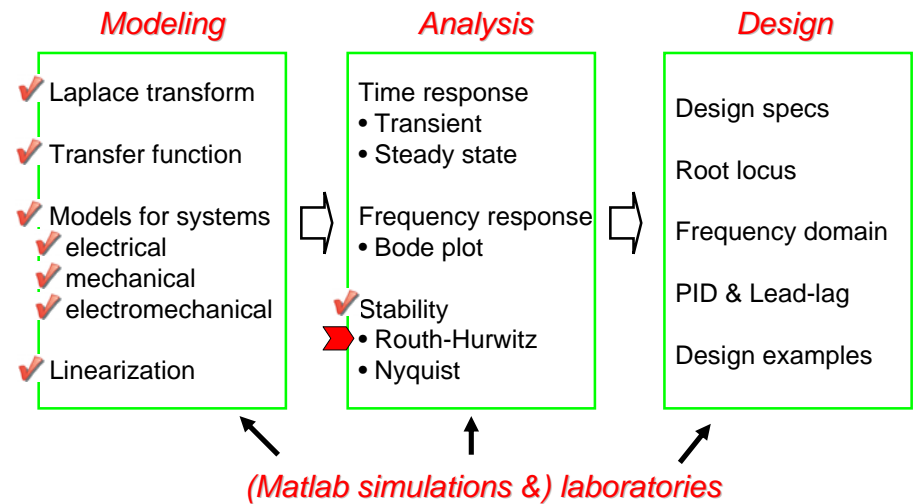 Modeling
Laplace transform
Transfer function
Models for systems
electrical
mechanical
electromechanical
Linearization
Analysis
Time response
• Transient
• Steady state
Frequency response
• Bode plot
Stability
• Routh-Hurwitz
• Nyquist
Design
Design specs
Root locus
Frequency domain
PID & Lead-lag
Design examples
(Matlab simulations &) laboratories